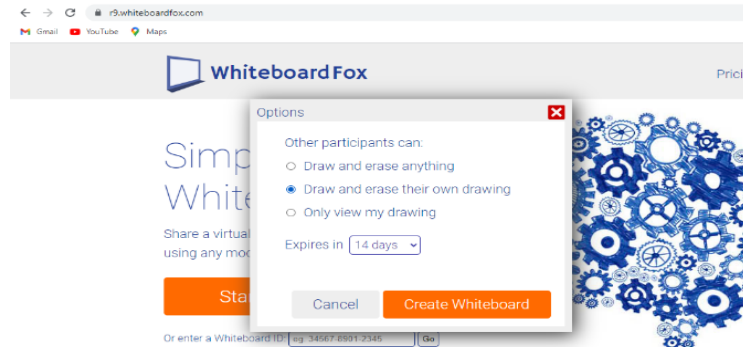 r9.whiteboardfox.com
Gmail YouTube Maps
Whiteboard Fox
Prici
Options
Other participants can:
Draw and erase anything
Draw and erase their own drawing
Only view my drawing
Expires in 14 days
Cancel Create Whiteboard
Simp
White
Share a virtual
using any mod
Sta
Or enter a Whiteboard ID: eg. 34567-8901-2345 Go